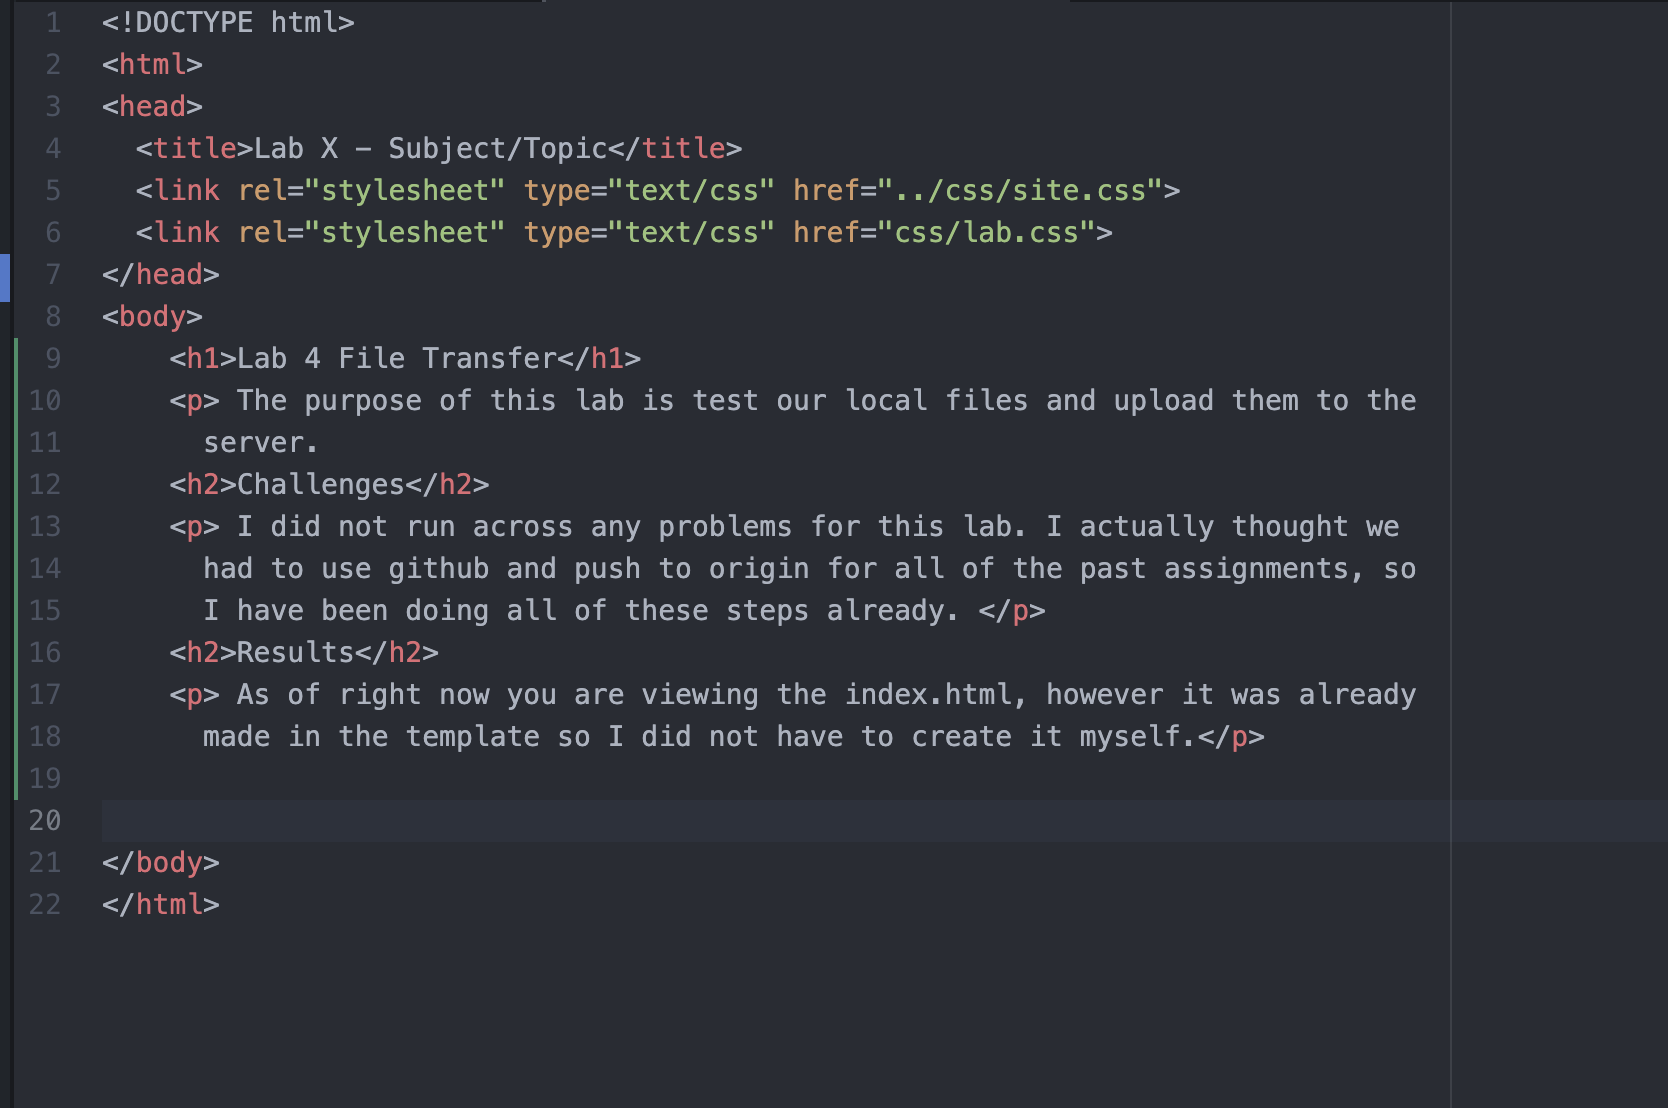 1 <!DOCTYPE html>
2 <html>
3 <head>
4   <title>Lab X – Subject/Topic</title>
5   <link rel="stylesheet" type="text/css" href="../css/site.css">
6   <link rel="stylesheet" type="text/css" href="css/lab.css">
7 </head>
8 <body>
9     <h1>Lab 4 File Transfer</h1>
10     <p> The purpose of this lab is test our local files and upload them to the
11       server.
12     <h2>Challenges</h2>
13     <p> I did not run across any problems for this lab. I actually thought we
14       had to use github and push to origin for all of the past assignments, so
15       I have been doing all of these steps already. </p>
16     <h2>Results</h2>
17     <p> As of right now you are viewing the index.html, however it was already
18       made in the template so I did not have to create it myself.</p>
19
20
21 </body>
22 </html>